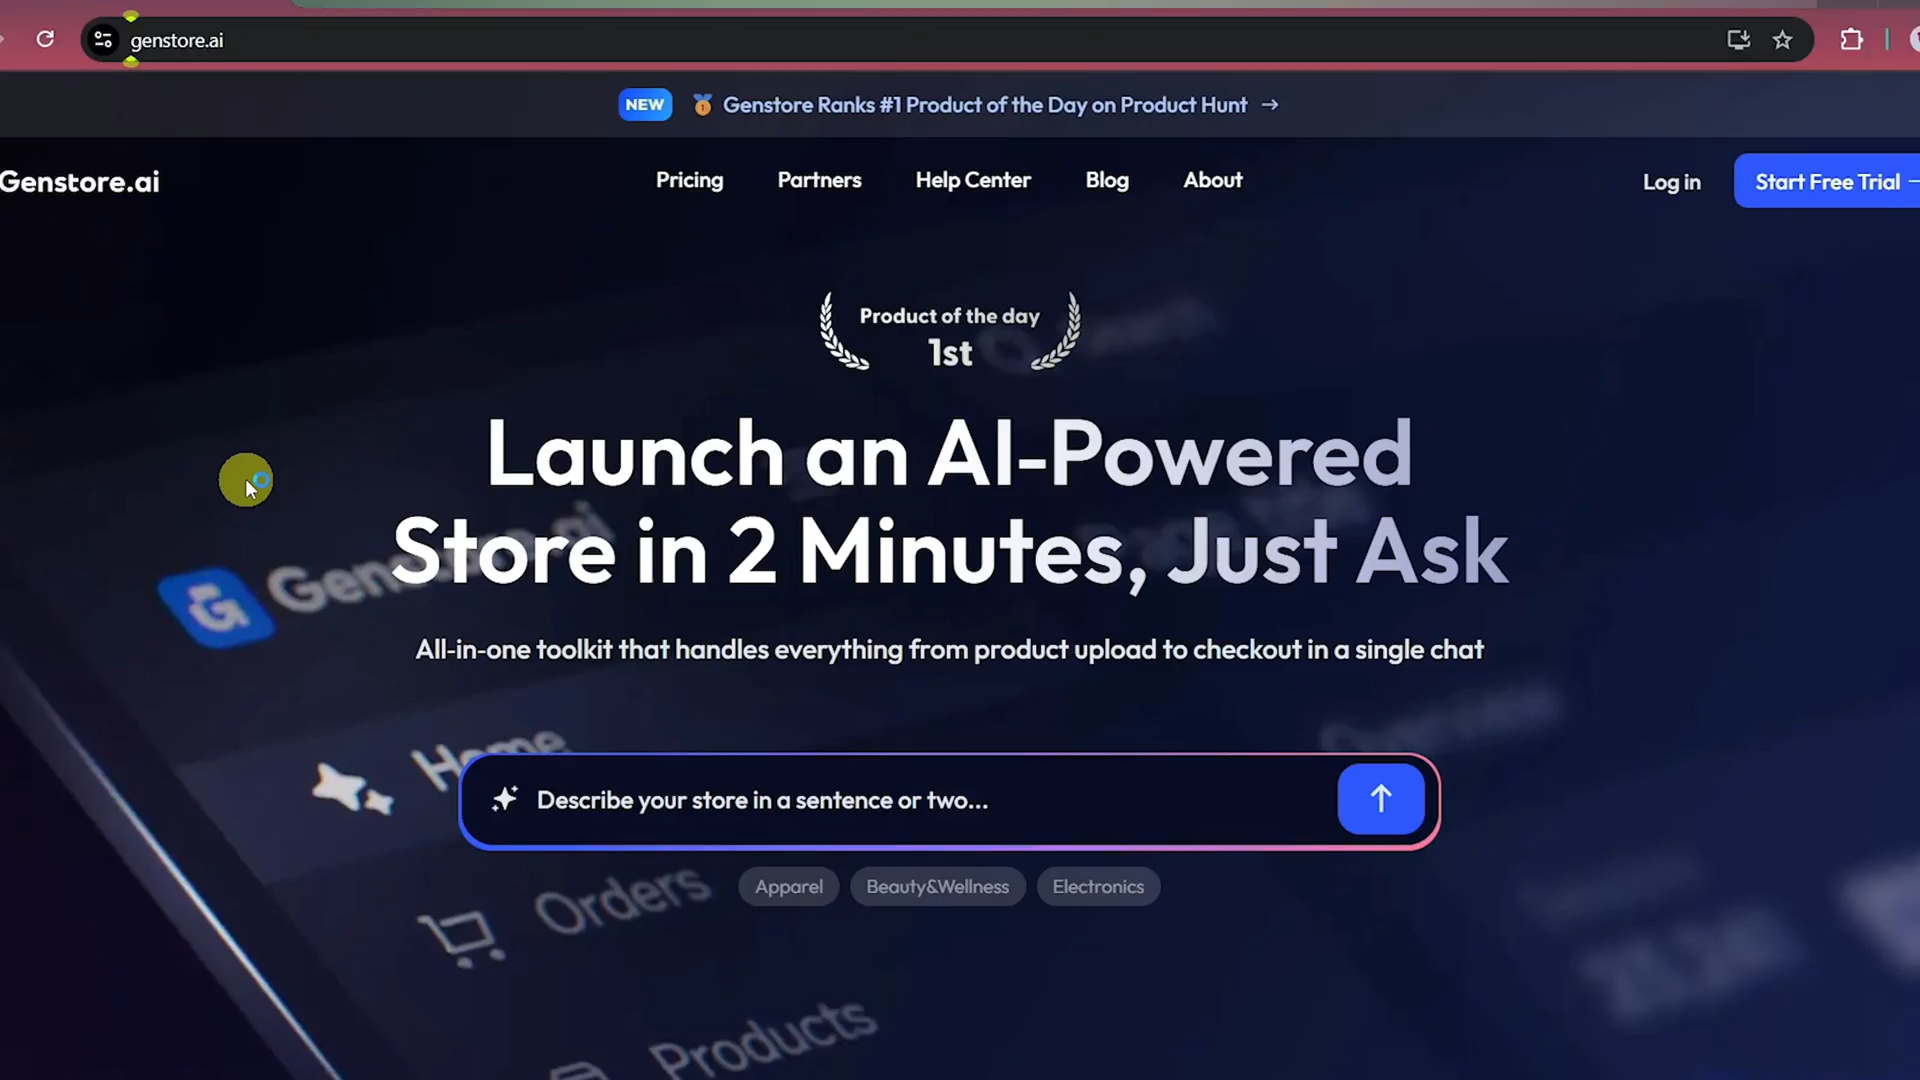 genstore.ai
NEW Genstore Ranks #1 Product of the Day on Product Hunt →
Genstore.ai
Pricing Partners Help Center Blog About
Log in Start Free Trial
Product of the day
1st
Launch an AI-Powered
Store in 2 Minutes, Just Ask
All-in-one toolkit that handles everything from product upload to checkout in a single chat
Home
Describe your store in a sentence or two...
Orders
Apparel Beauty&Wellness Electronics
Products